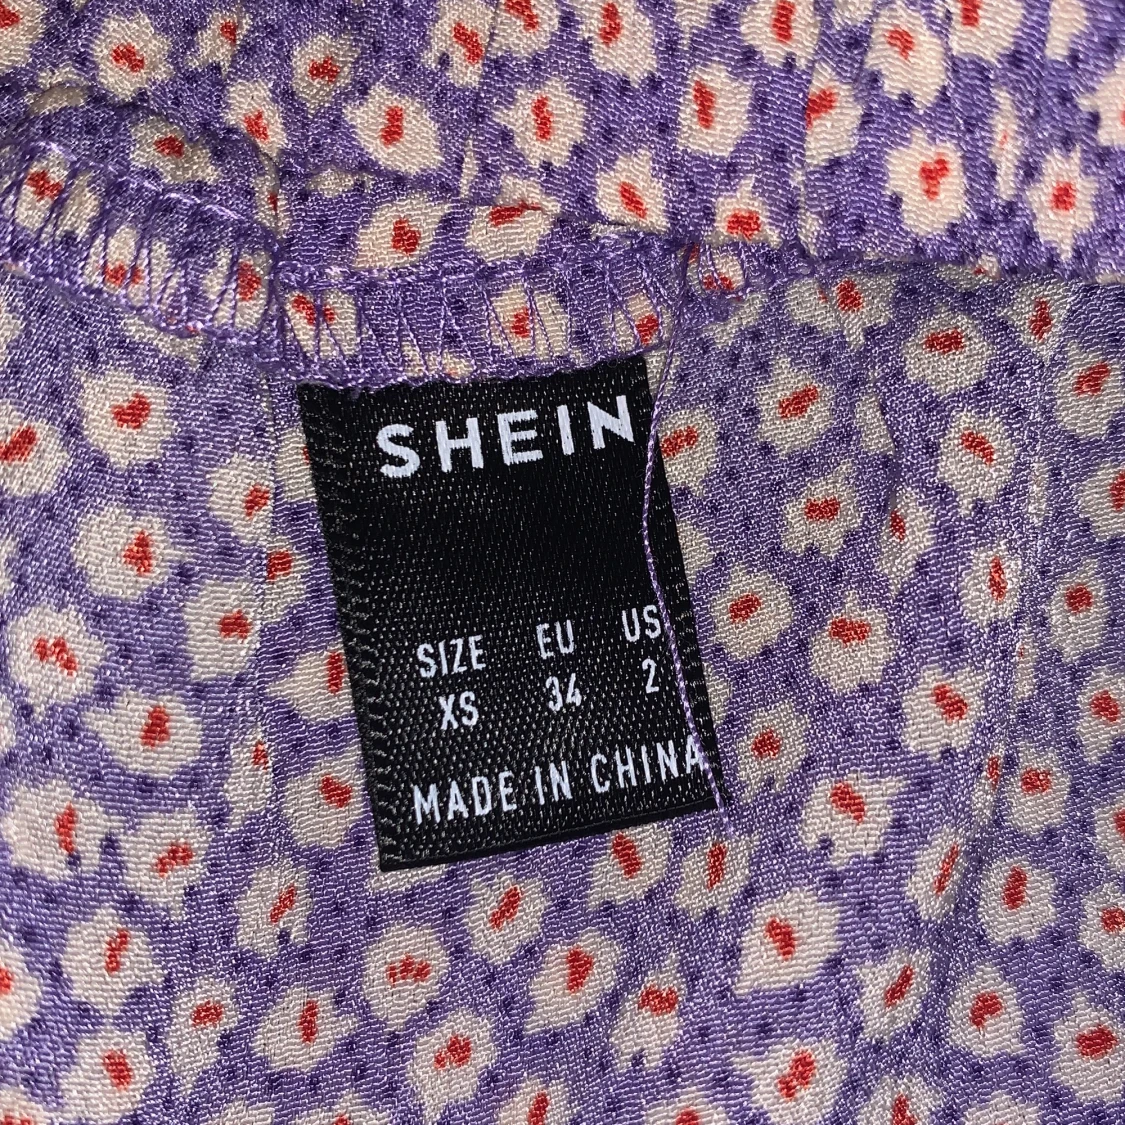 SHEIN
SIZE EU US
XS 34 2
MADE IN CHINA